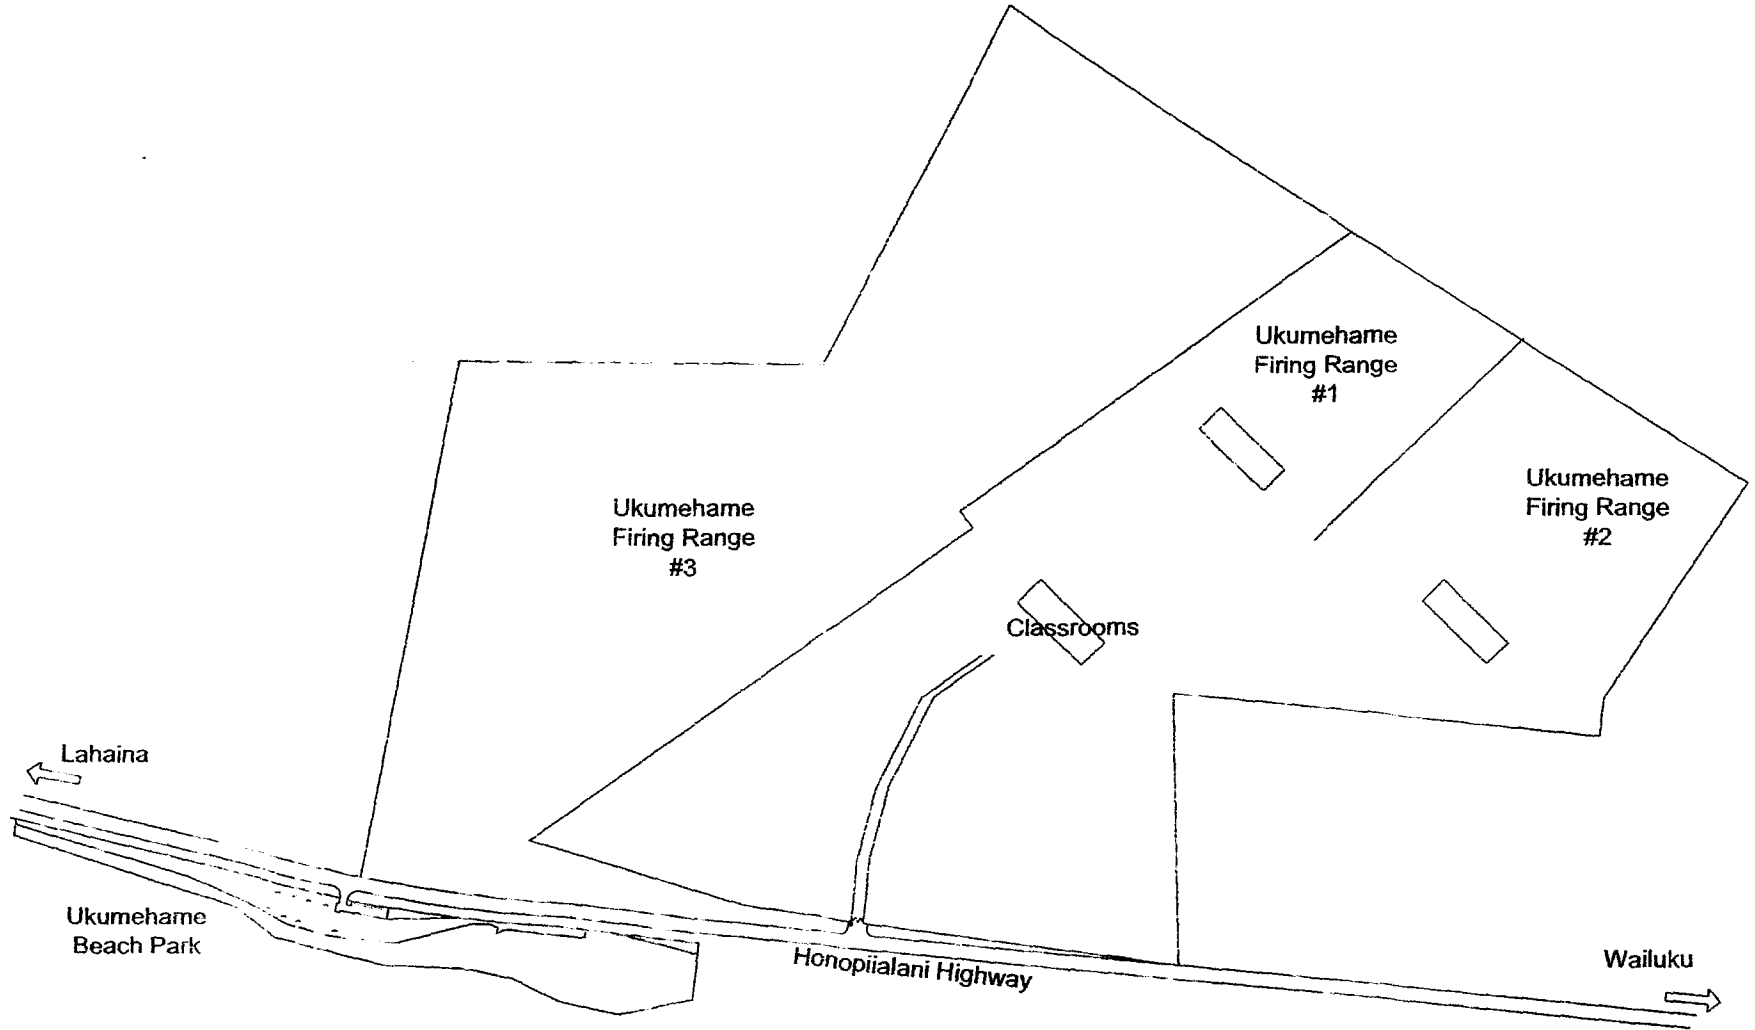 Ukumehame
Firing Range
#1
Ukumehame
Firing Range
#2
Ukumehame
Firing Range
#3
Classrooms
Lahaina
Ukumehame
Beach Park
Honopiialani Highway
Wailuku